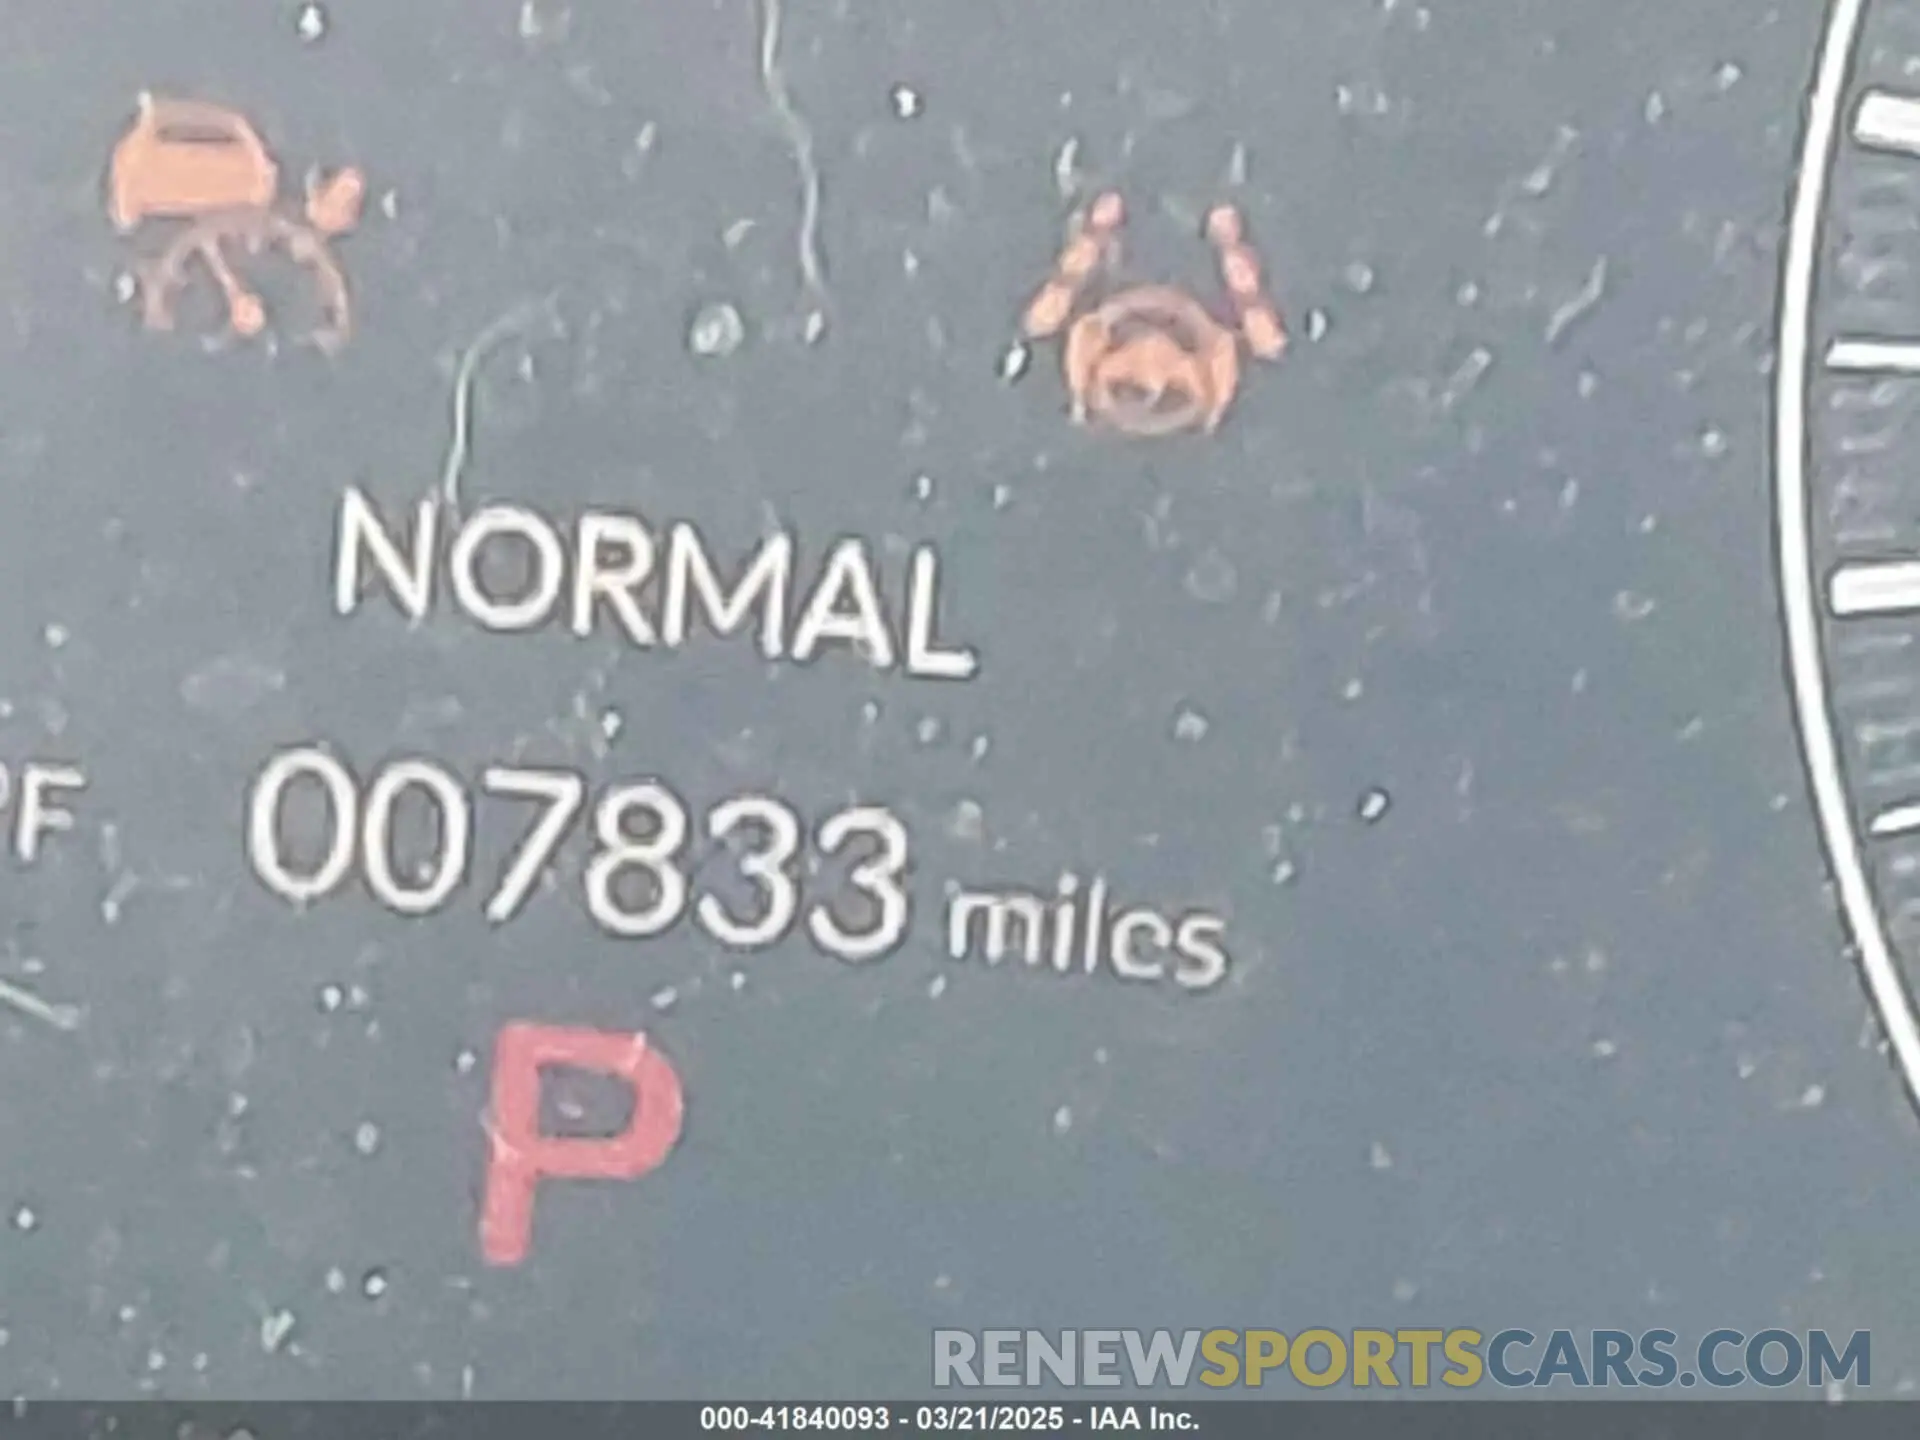 NORMAL
007833 miles
P
RENEWSPORTSCARS.COM
000-41840093 - 03/21/2025 - IAA Inc.